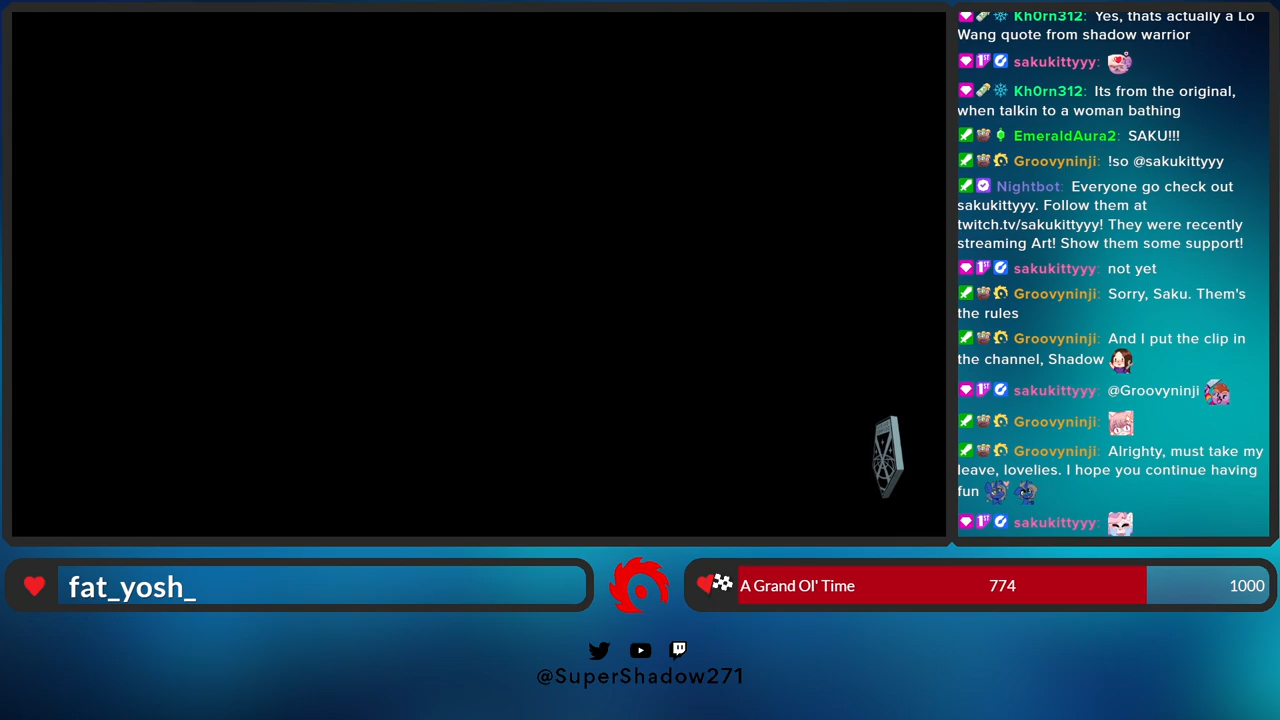 Kh0rn312: Yes, thats actually a Lo
Wang quote from shadow warrior
sakukittyyy:
Kh0rn312: Its from the original,
when talkin to a woman bathing
EmeraldAura2: SAKU!!!
Groovyninji: !so @sakukittyyy
Nightbot: Everyone go check out
sakukittyyy. Follow them at
twitch.tv/sakukittyyy! They were recently
streaming Art! Show them some support!
sakukittyyy: not yet
Groovyninji: Sorry, Saku. Them's
the rules
Groovyninji: And I put the clip in
the channel, Shadow
sakukittyyy: @Groovyninji
Groovyninji:
Groovyninji: Alrighty, must take my
leave, lovelies. I hope you continue having
fun
sakukittyyy:
fat_yosh_
A Grand Ol' Time 774 1000
@SuperShadow271